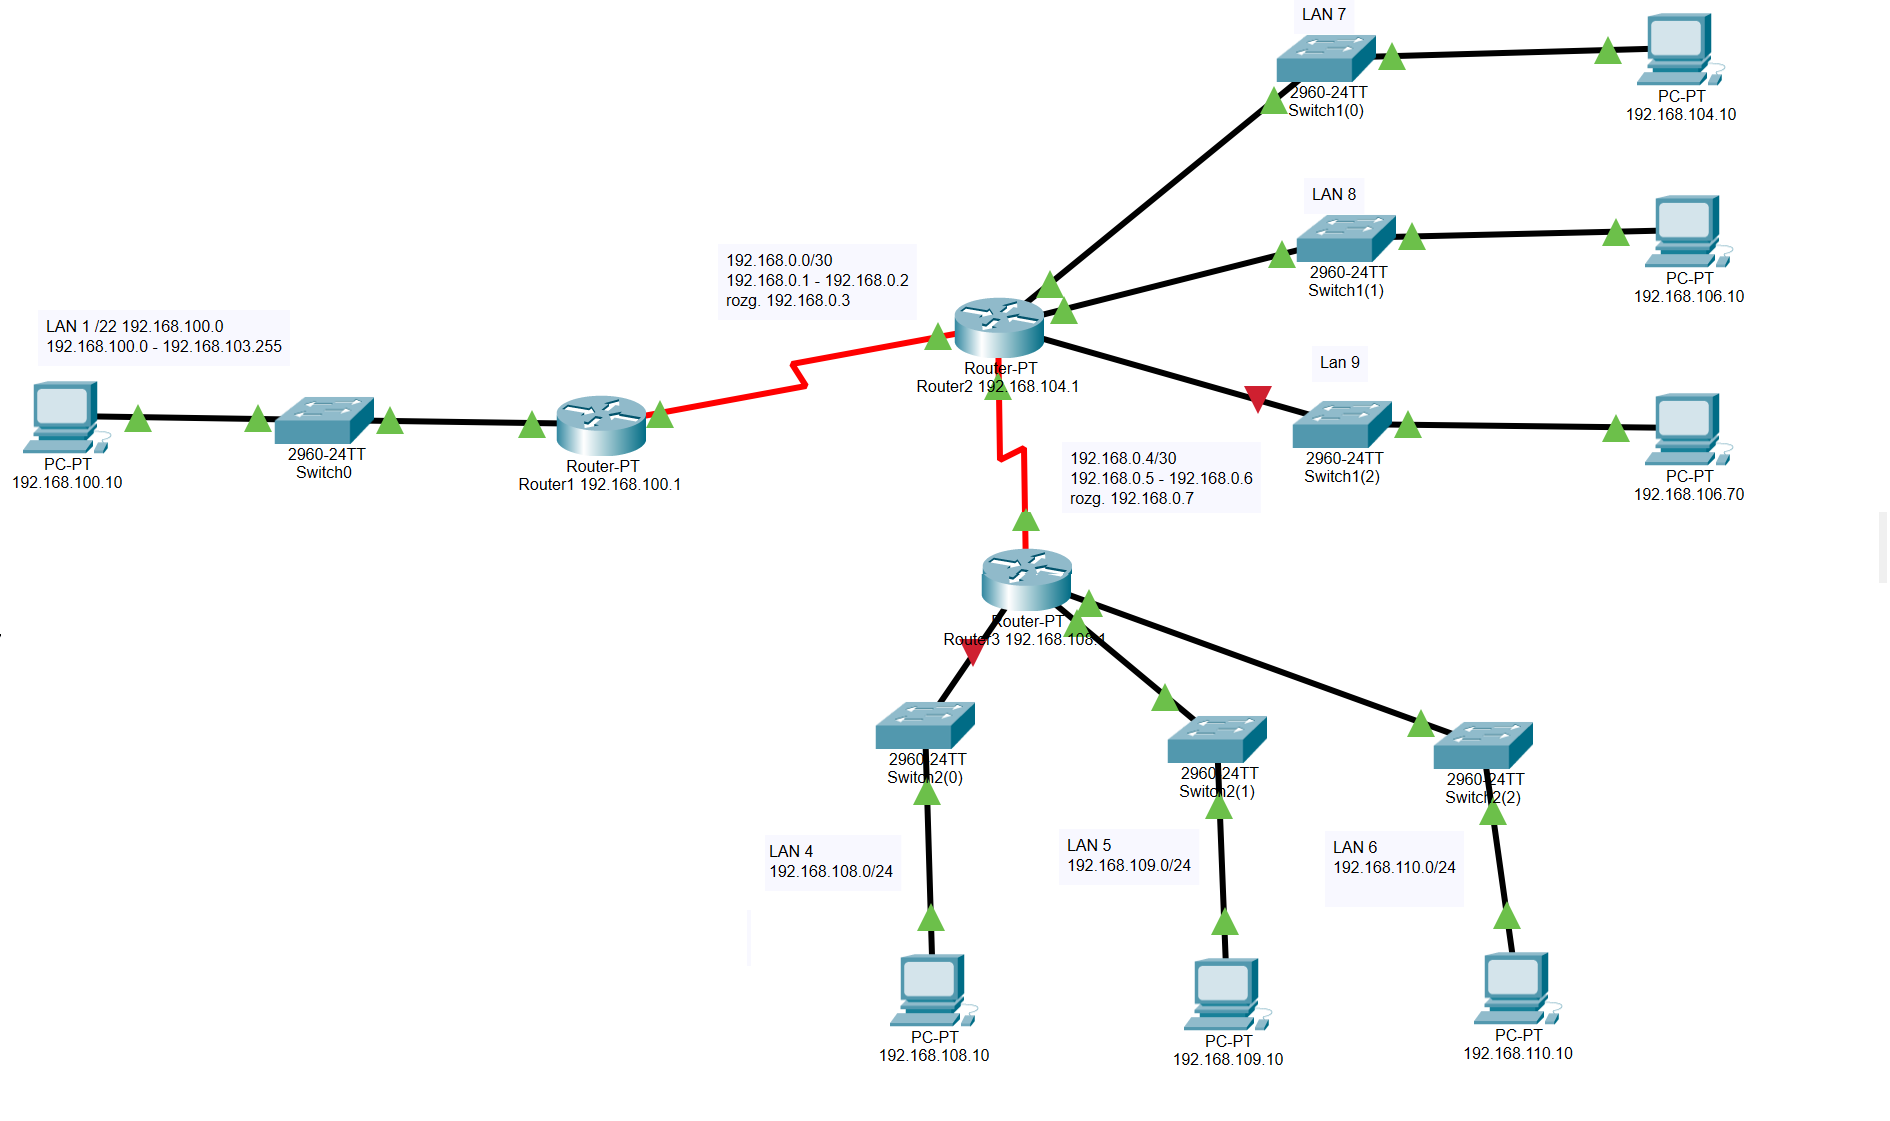 LAN 7
2960-24TT
Switch1(0)
PC-PT
192.168.104.10
LAN 8
2960-24TT
Switch1(1)
PC-PT
192.168.106.10
192.168.0.0/30
192.168.0.1 - 192.168.0.2
rozg. 192.168.0.3
LAN 1 /22 192.168.100.0
192.168.100.0 - 192.168.103.255
PC-PT
192.168.100.10
2960-24TT
Switch0
Router-PT
Router1 192.168.100.1
Router-PT
Router2 192.168.104.1
Lan 9
2960-24TT
Switch1(2)
PC-PT
192.168.106.70
192.168.0.4/30
192.168.0.5 - 192.168.0.6
rozg. 192.168.0.7
Router-PT
Router3 192.168.108.1
2960-24TT
Switch2(0)
2960-24TT
Switch2(1)
2960-24TT
Switch2(2)
LAN 4
192.168.108.0/24
LAN 5
192.168.109.0/24
LAN 6
192.168.110.0/24
PC-PT
192.168.108.10
PC-PT
192.168.109.10
PC-PT
192.168.110.10